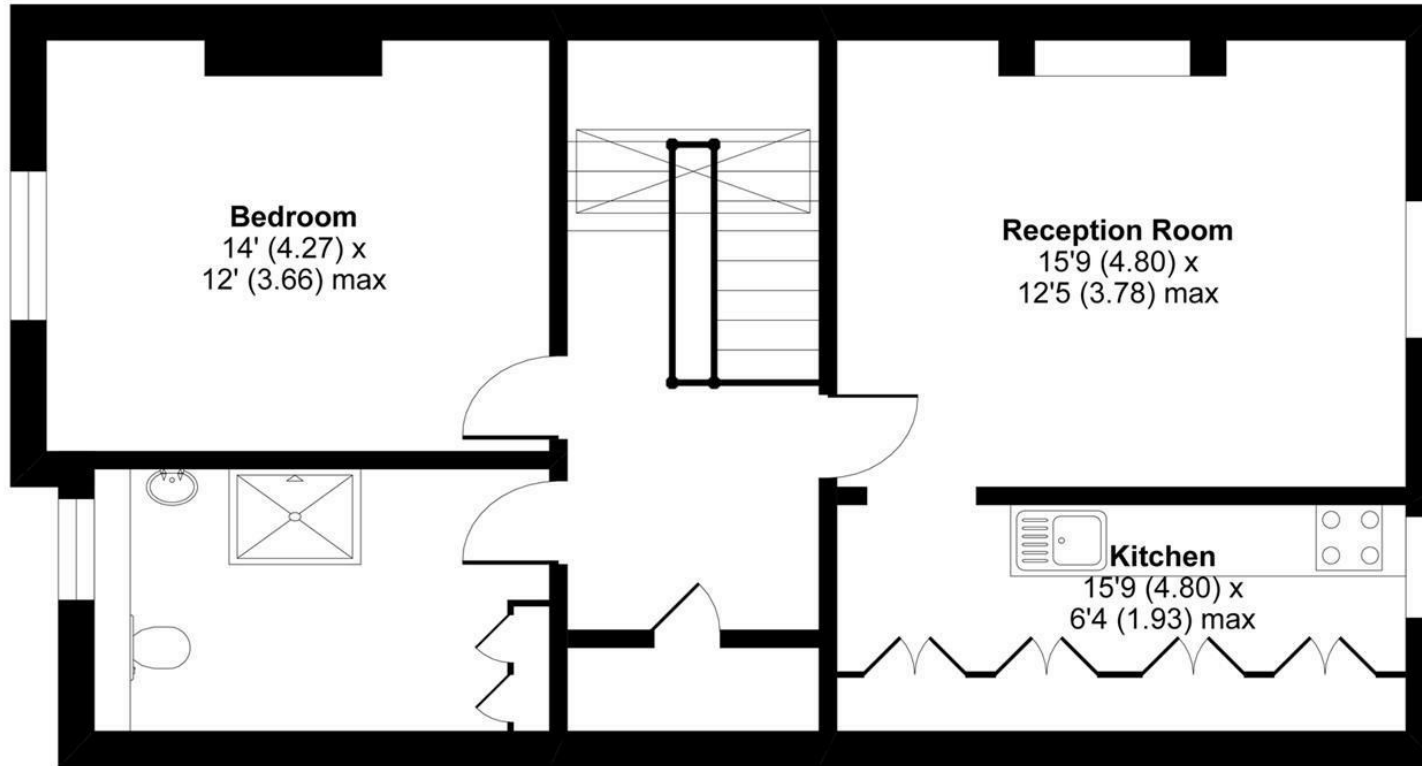 Bedroom
14' (4.27) x
12' (3.66) max
Reception Room
15'9 (4.80) x
12'5 (3.78) max
Kitchen
15'9 (4.80) x
6'4 (1.93) max